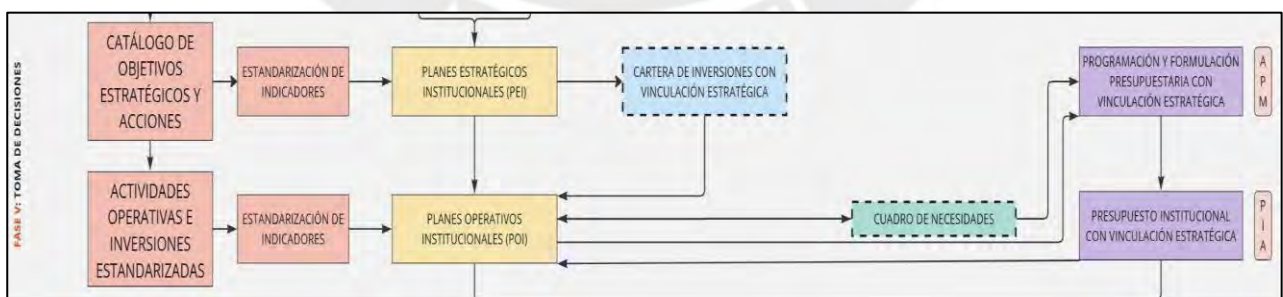 FASE V: TOMA DE DECISIONES
CATÁLOGO DE
OBJETIVOS
ESTRATÉGICOS Y
ACCIONES
ESTANDARIZACIÓN DE
INDICADORES
PLANES ESTRATÉGICOS
INSTITUCIONALES (PEI)
CARTERA DE INVERSIONES CON
VINCULACIÓN ESTRATÉGICA
PROGRAMACIÓN Y FORMULACIÓN
PRESUPUESTARIA CON
VINCULACIÓN ESTRATÉGICA
A
P
M
ACTIVIDADES
OPERATIVAS E
INVERSIONES
ESTANDARIZADAS
ESTANDARIZACIÓN DE
INDICADORES
PLANES OPERATIVOS
INSTITUCIONALES (POI)
CUADRO DE NECESIDADES
PRESUPUESTO INSTITUCIONAL
CON VINCULACIÓN ESTRATÉGICA
P
I
A